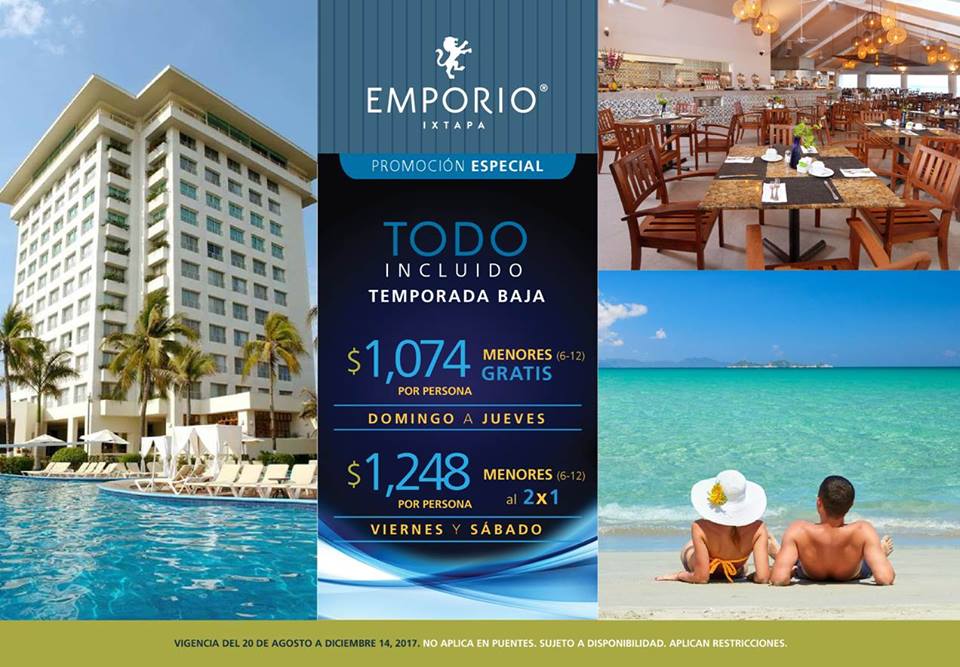 EMPORIO®
IXTAPA
PROMOCIÓN ESPECIAL
TODO
INCLUIDO
TEMPORADA BAJA
$1,074 MENORES (6-12)
POR PERSONA GRATIS
DOMINGO A JUEVES
$1,248 MENORES (6-12)
POR PERSONA al 2x1
VIERNES Y SÁBADO
VIGENCIA DEL 20 DE AGOSTO A DICIEMBRE 14, 2017. NO APLICA EN PUENTES. SUJETO A DISPONIBILIDAD. APLICAN RESTRICCIONES.